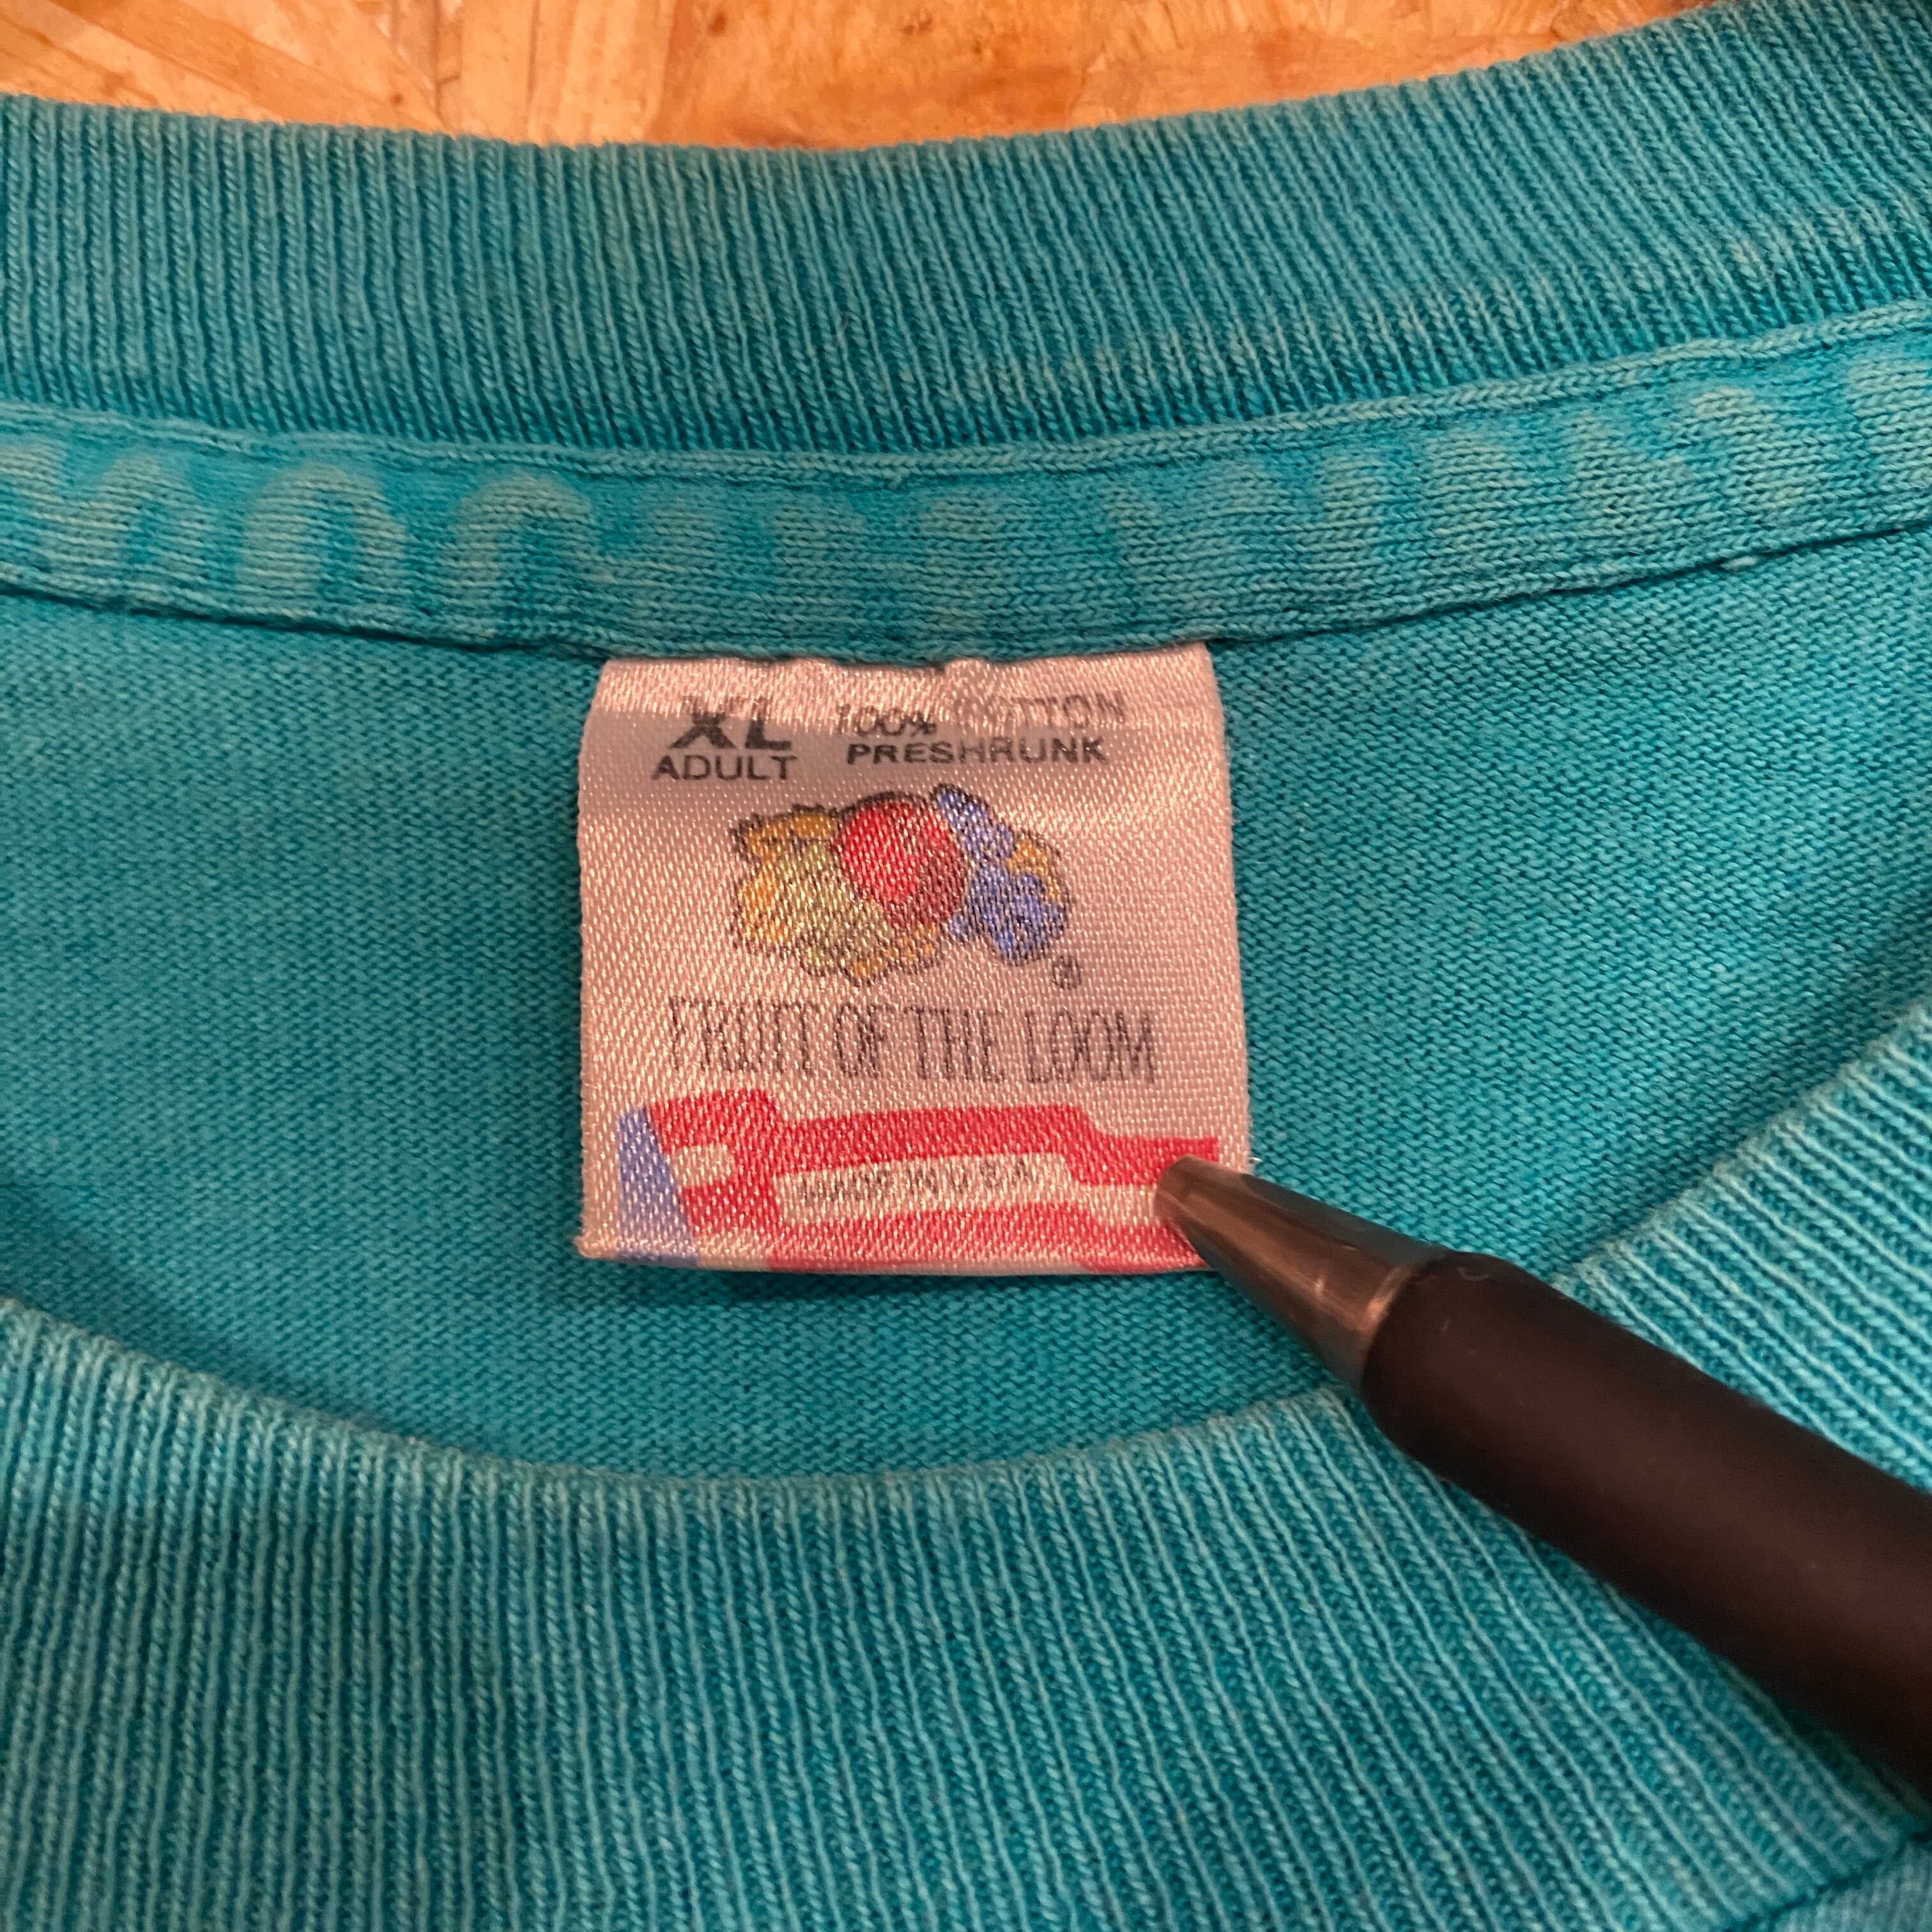 XL 100% COTTON
ADULT PRESHRUNK
®
FRUIT OF THE LOOM
MADE IN U.S.A.